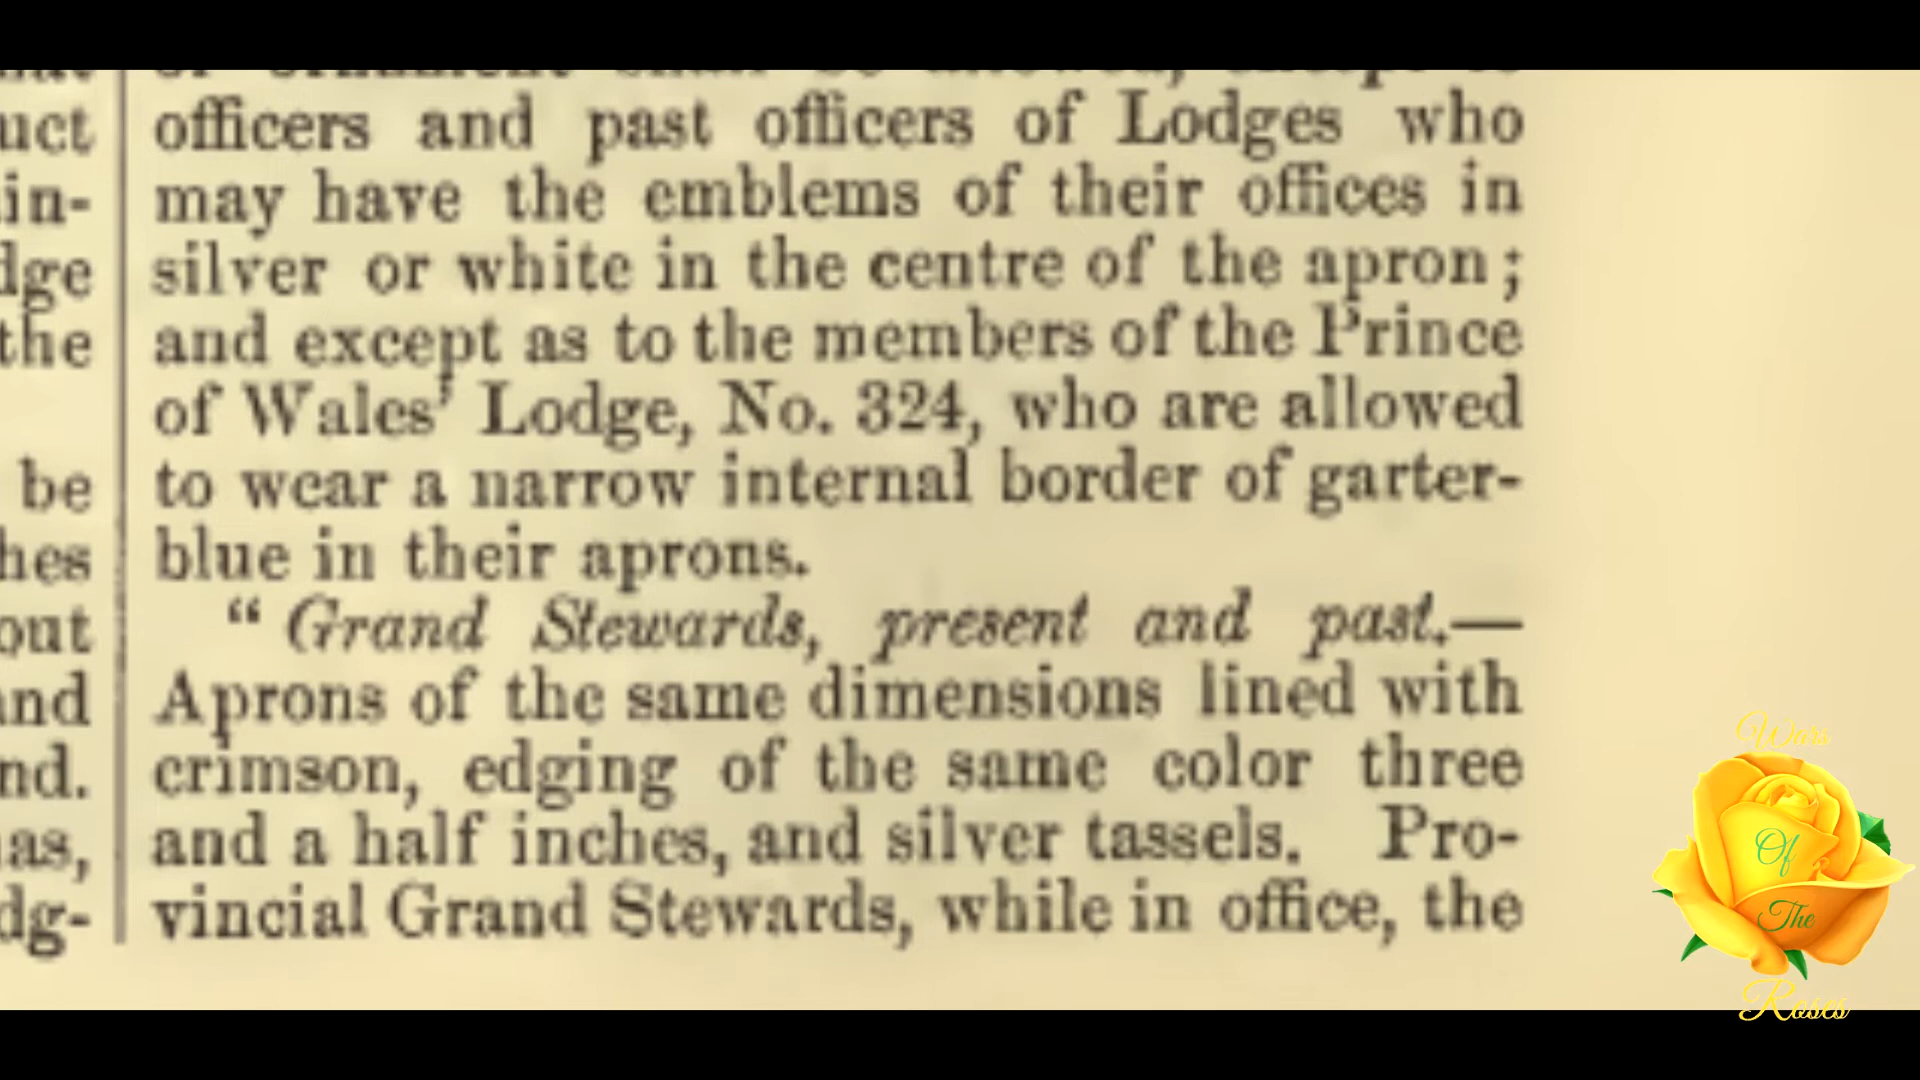 uct
in-
dge
the
be
hes
out
and
nd.
as,
dg-
officers and past officers of Lodges who
may have the emblems of their offices in
silver or white in the centre of the apron;
and except as to the members of the Prince
of Wales' Lodge, No. 324, who are allowed
to wear a narrow internal border of garter-
blue in their aprons.
“ Grand Stewards, present and past.—
Aprons of the same dimensions lined with
crimson, edging of the same color three
and a half inches, and silver tassels. Pro-
vincial Grand Stewards, while in office, the
Wars
Of
The
Roses